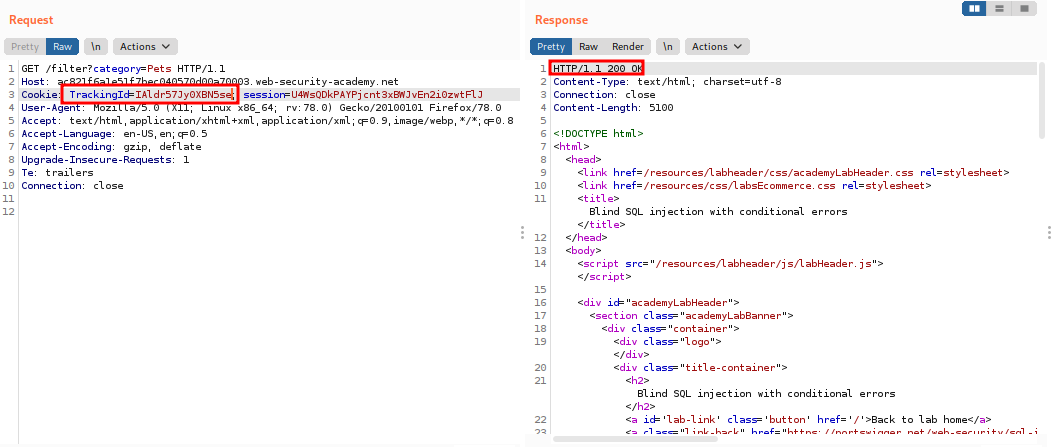 Request
Pretty Raw \n Actions
1 GET /filter?category=Pets HTTP/1.1
2 Host: ac821f6a1e51f7bec040570d00a70003.web-security-academy.net
3 Cookie: TrackingId=IAldr57Jy0XBN5se; session=U4WsQDkPAYPjcnt3xBWJvEn2i0zwtFlJ
4 User-Agent: Mozilla/5.0 (X11; Linux x86_64; rv:78.0) Gecko/20100101 Firefox/78.0
5 Accept: text/html,application/xhtml+xml,application/xml;q=0.9,image/webp,*/*;q=0.8
6 Accept-Language: en-US,en;q=0.5
7 Accept-Encoding: gzip, deflate
8 Upgrade-Insecure-Requests: 1
9 Te: trailers
10 Connection: close
11
12
Response
Pretty Raw Render \n Actions
1 HTTP/1.1 200 OK
2 Content-Type: text/html; charset=utf-8
3 Connection: close
4 Content-Length: 5100
5
6 <!DOCTYPE html>
7 <html>
8 <head>
9 <link href=/resources/labheader/css/academyLabHeader.css rel=stylesheet>
10 <link href=/resources/css/labsEcommerce.css rel=stylesheet>
11 <title>
Blind SQL injection with conditional errors
</title>
12 </head>
13 <body>
14 <script src="/resources/labheader/js/labHeader.js">
</script>
15
16 <div id="academyLabHeader">
17 <section class="academyLabBanner">
18 <div class="container">
19 <div class="logo">
</div>
20 <div class="title-container">
21 <h2>
Blind SQL injection with conditional errors
</h2>
22 <a id='lab-link' class='button' href='/'>Back to lab home</a>
23 <a class="link-back" href="https://portswigger.net/web-security/sql-i